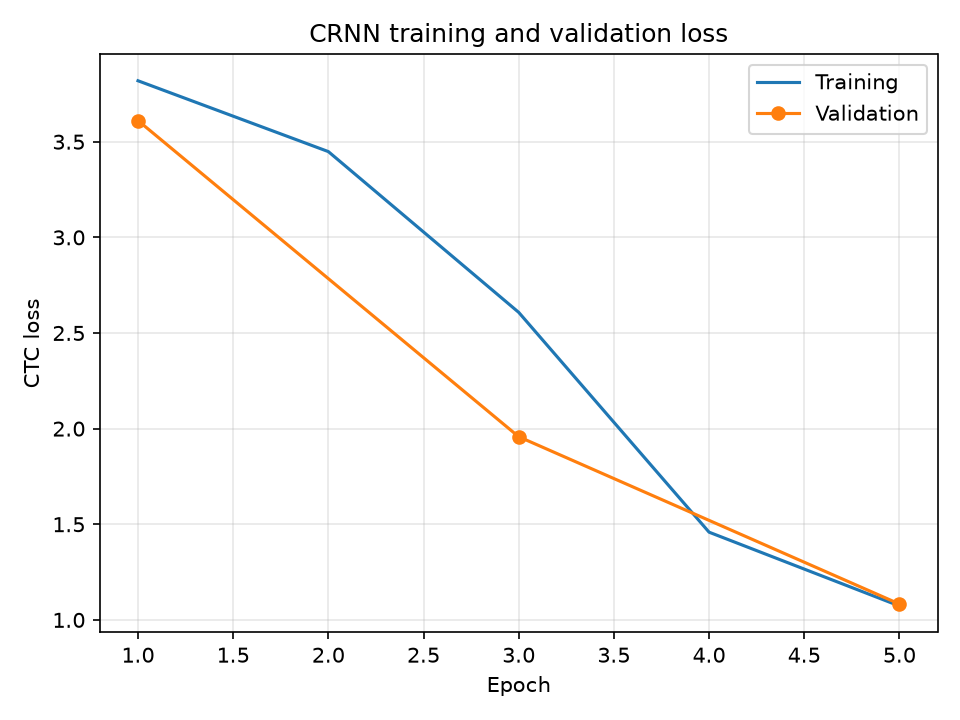 CRNN training and validation loss
Training
Validation
3.5
3.0
2.5
2.0
1.5
1.0
CTC loss
1.0 1.5 2.0 2.5 3.0 3.5 4.0 4.5 5.0
Epoch